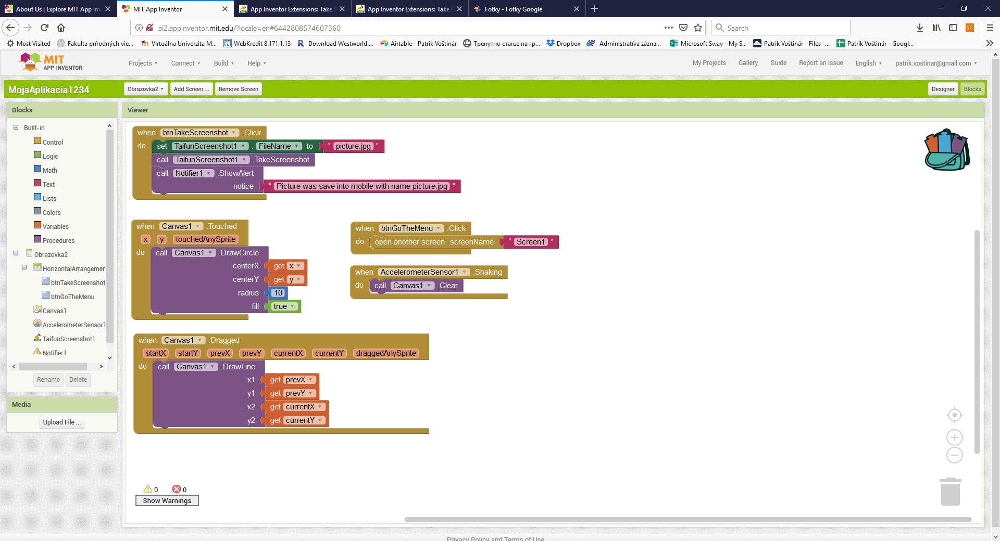 About Us | Explore MIT App Inv
MIT App Inventor
App Inventor Extensions: Take S
App Inventor Extensions: Take S
Fotky - Fotky Google
ai2.appinventor.mit.edu/?locale=en#6442808574607360
Search
Most Visited
Fakulta prírodných vie...
Virtuálna Univerzita M...
WebKredit 8.171.1.13
Download Westworld....
Airtable - Patrik Voštinár
Тренутно стање на гр...
Dropbox
Administratíva zázna...
Microsoft Sway - My S...
Patrik Voštinár - Files -...
Patrik Voštinár - Googl...
MIT
APP INVENTOR
Projects
Connect
Build
Help
My Projects
Gallery
Guide
Report an Issue
English
patrik.vostinar@gmail.com
MojaAplikacia1234
Obrazovka2
Add Screen ...
Remove Screen
Designer
Blocks
Blocks
Built-in
Control
Logic
Math
Text
Lists
Colors
Variables
Procedures
Obrazovka2
HorizontalArrangemen
btnTakeScreenshot
btnGoTheMenu
Canvas1
AccelerometerSensor1
TaifunScreenshot1
Notifier1
Rename
Delete
Media
Upload File ...
Viewer
when btnTakeScreenshot .Click
do set TaifunScreenshot1 . FileName to " picture.jpg "
call TaifunScreenshot1 .TakeScreenshot
call Notifier1 .ShowAlert
notice " Picture was save into mobile with name picture.jpg "
when Canvas1 .Touched
x y touchedAnySprite
do call Canvas1 .DrawCircle
centerX get x
centerY get y
radius 10
fill true
when btnGoTheMenu .Click
do open another screen screenName " Screen1 "
when AccelerometerSensor1 .Shaking
do call Canvas1 .Clear
when Canvas1 .Dragged
startX startY prevX prevY currentX currentY draggedAnySprite
do call Canvas1 .DrawLine
x1 get prevX
y1 get prevY
x2 get currentX
y2 get currentY
0 0
Show Warnings
Privacy Policy and Terms of Use